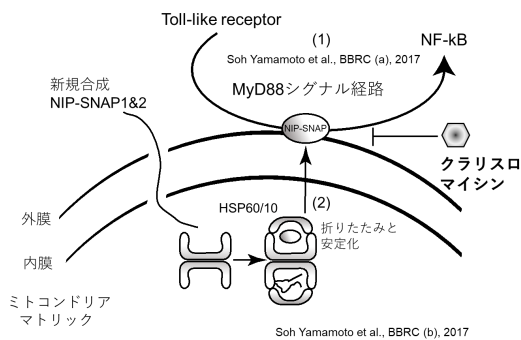 Toll-like receptor
(1)
Soh Yamamoto et al., BBRC (a), 2017
NF-kB
MyD88シグナル経路
新規合成
NIP-SNAP1&2
NIP-SNAP
クラリスロ
マイシン
HSP60/10
(2)
折りたたみと
安定化
外膜
内膜
ミトコンドリア
マトリック
Soh Yamamoto et al., BBRC (b), 2017